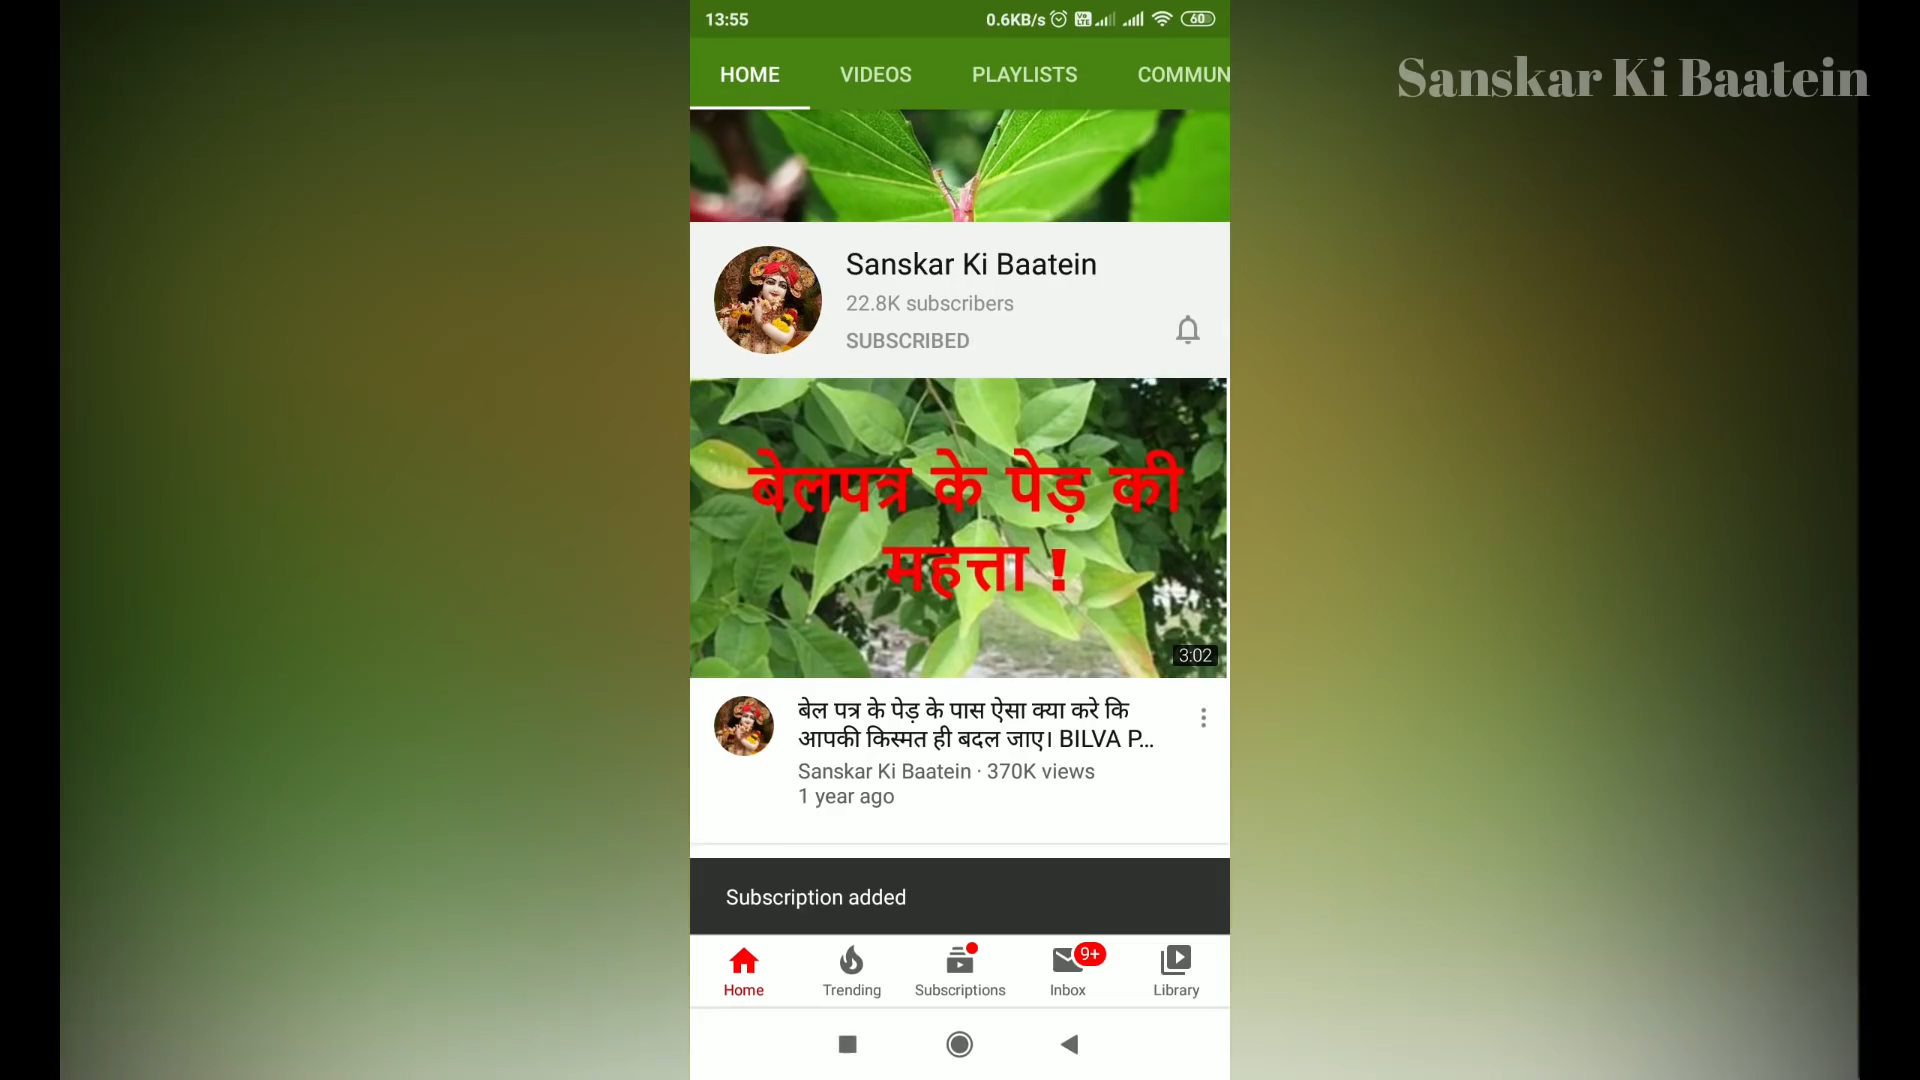 13:55
0.6KB/s
60
HOME
VIDEOS
PLAYLISTS
COMMUN
Sanskar Ki Baatein
Sanskar Ki Baatein
22.8K subscribers
SUBSCRIBED
बेलपत्र के पेड़ की
महत्ता !
3:02
बेल पत्र के पेड़ के पास ऐसा क्या करे कि
आपकी किस्मत ही बदल जाए। BILVA P...
Sanskar Ki Baatein · 370K views
1 year ago
Subscription added
9+
Home
Trending
Subscriptions
Inbox
Library